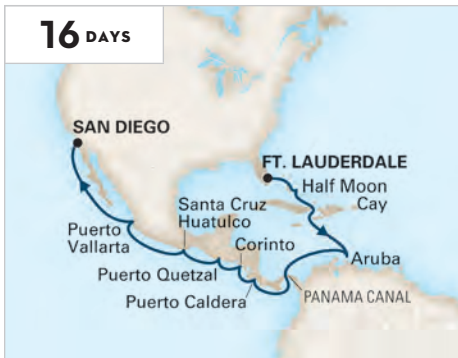 16 DAYS
SAN DIEGO
FT. LAUDERDALE
Half Moon
Cay
Santa Cruz
Huatulco
Puerto
Vallarta
Corinto
Aruba
Puerto Quetzal
Puerto Caldera
PANAMA CANAL